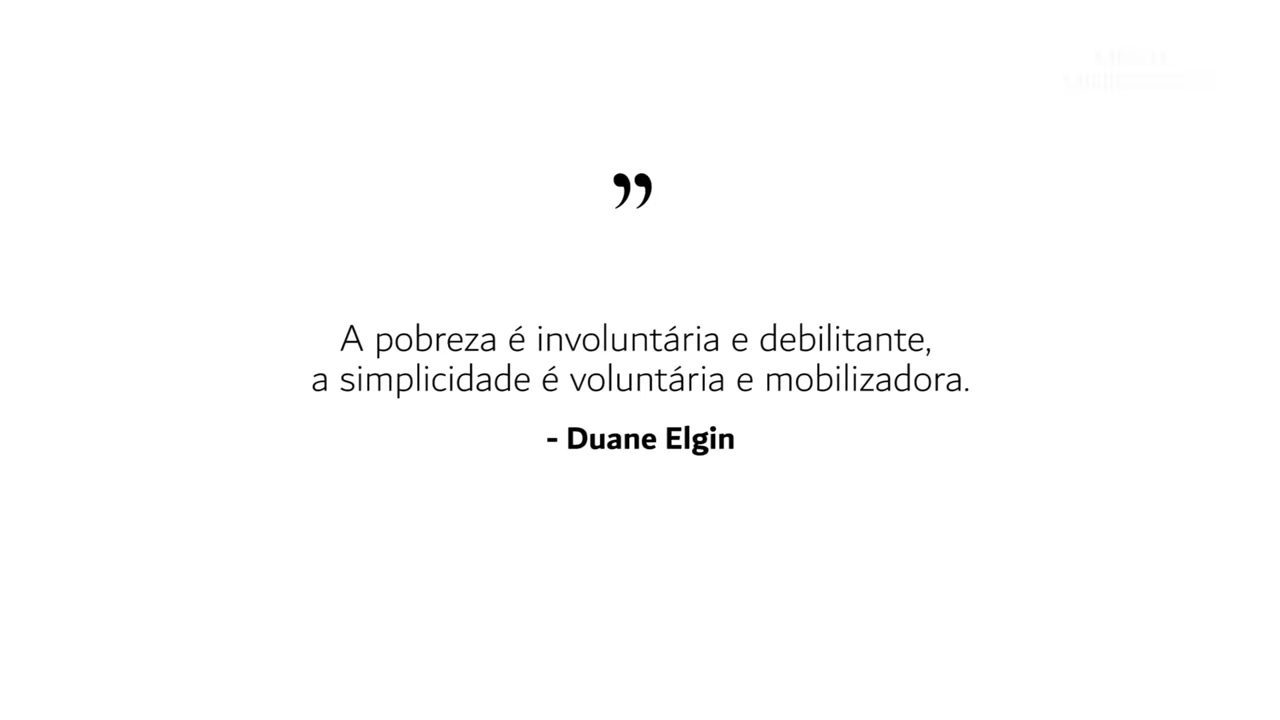 ”
A pobreza é involuntária e debilitante,
a simplicidade é voluntária e mobilizadora.
- Duane Elgin